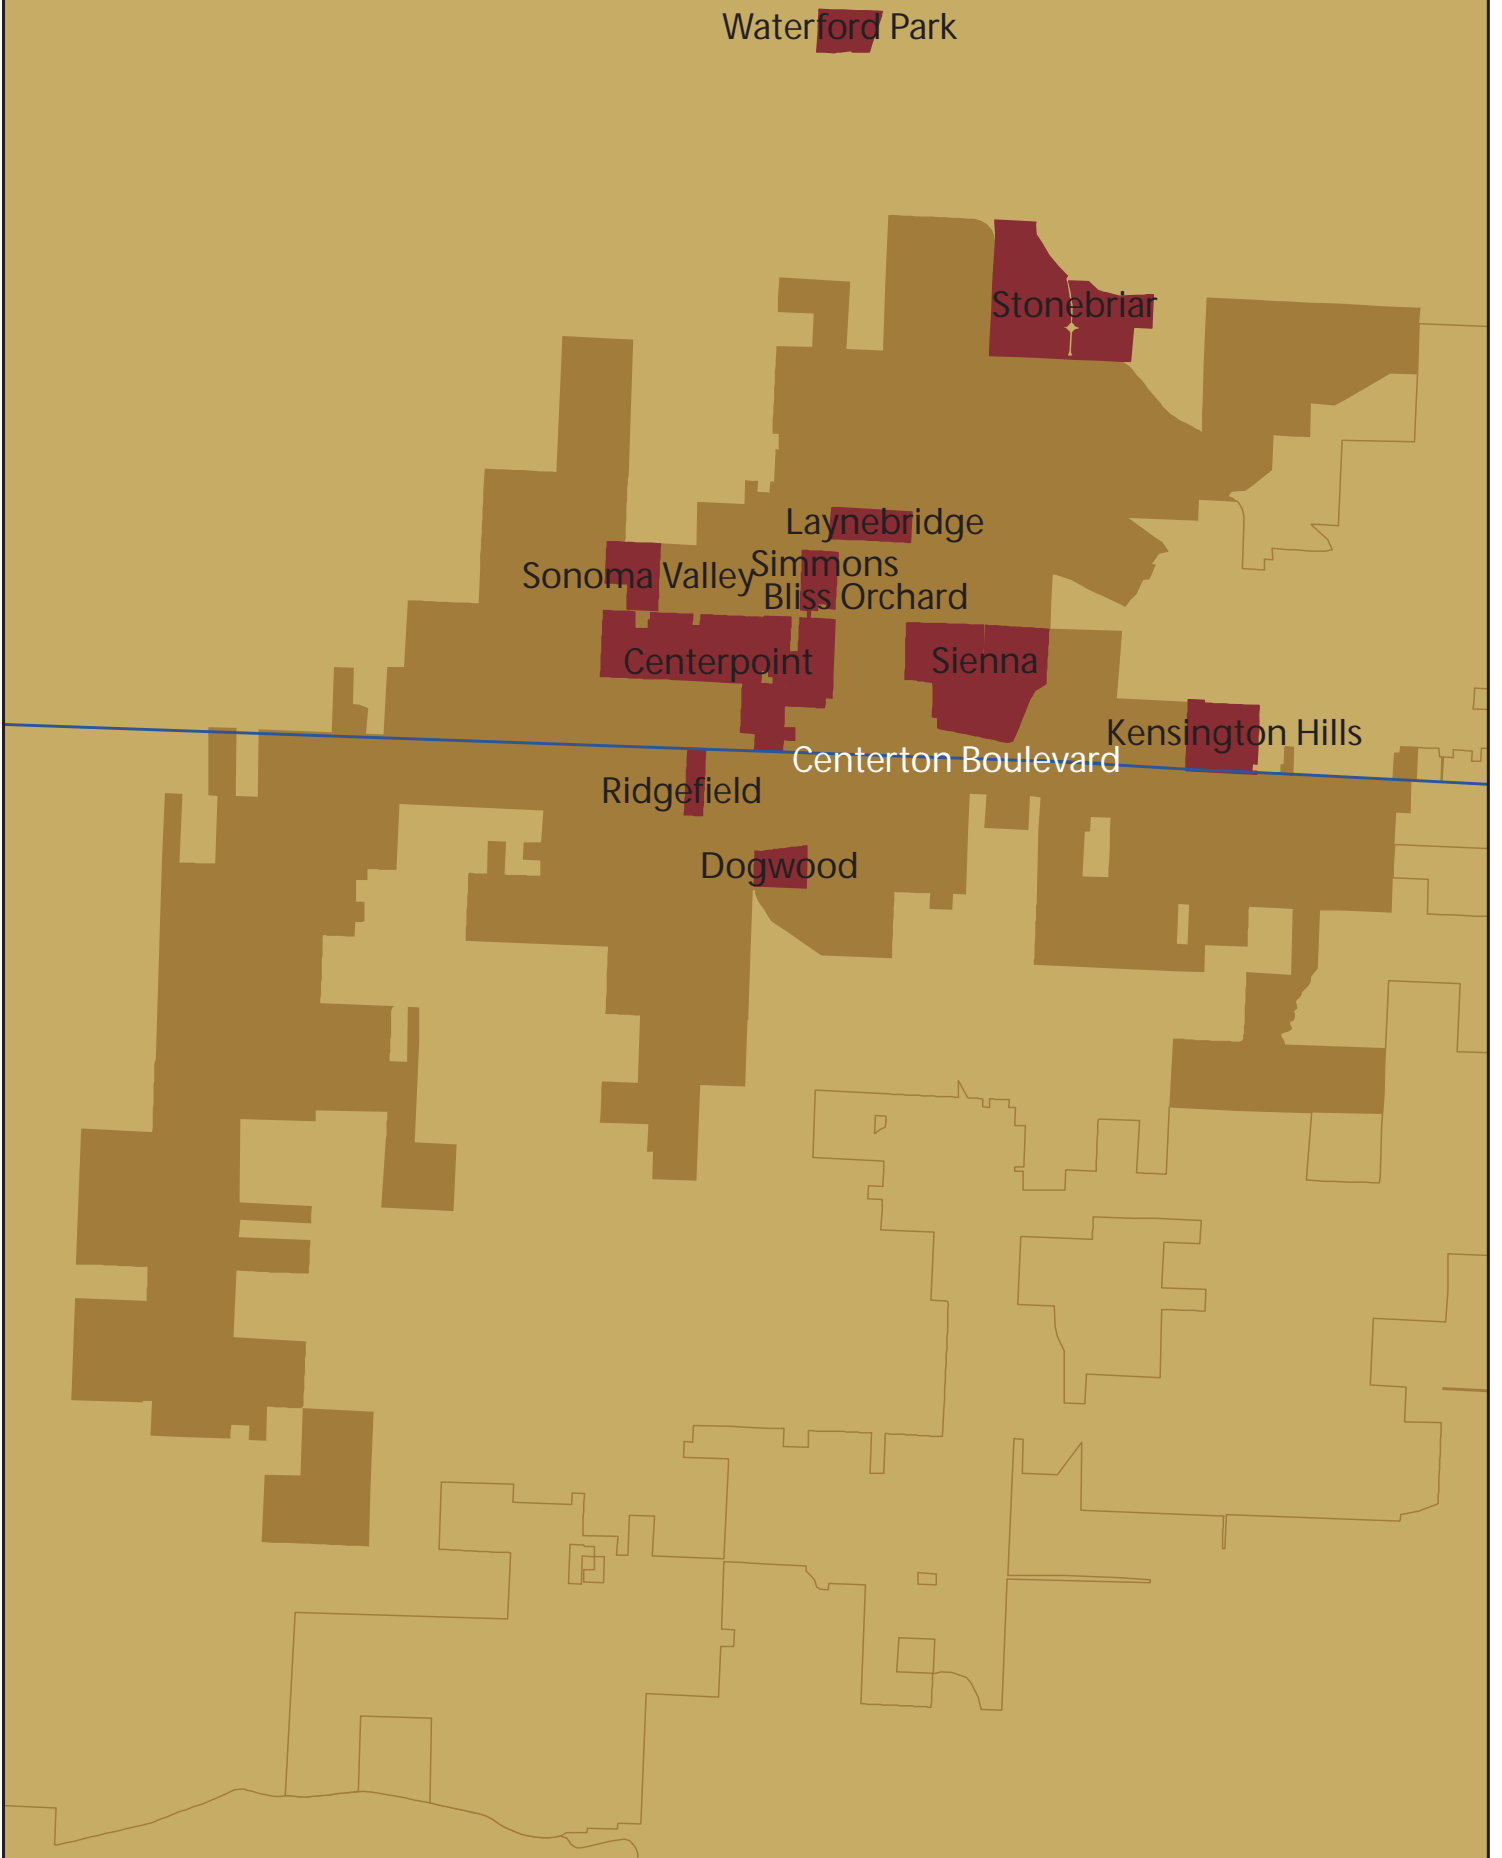 Waterford Park
Stonebriar
Laynebridge
Simmons
Sonoma Valley
Bliss Orchard
Centerpoint
Sienna
Kensington Hills
Centerton Boulevard
Ridgefield
Dogwood